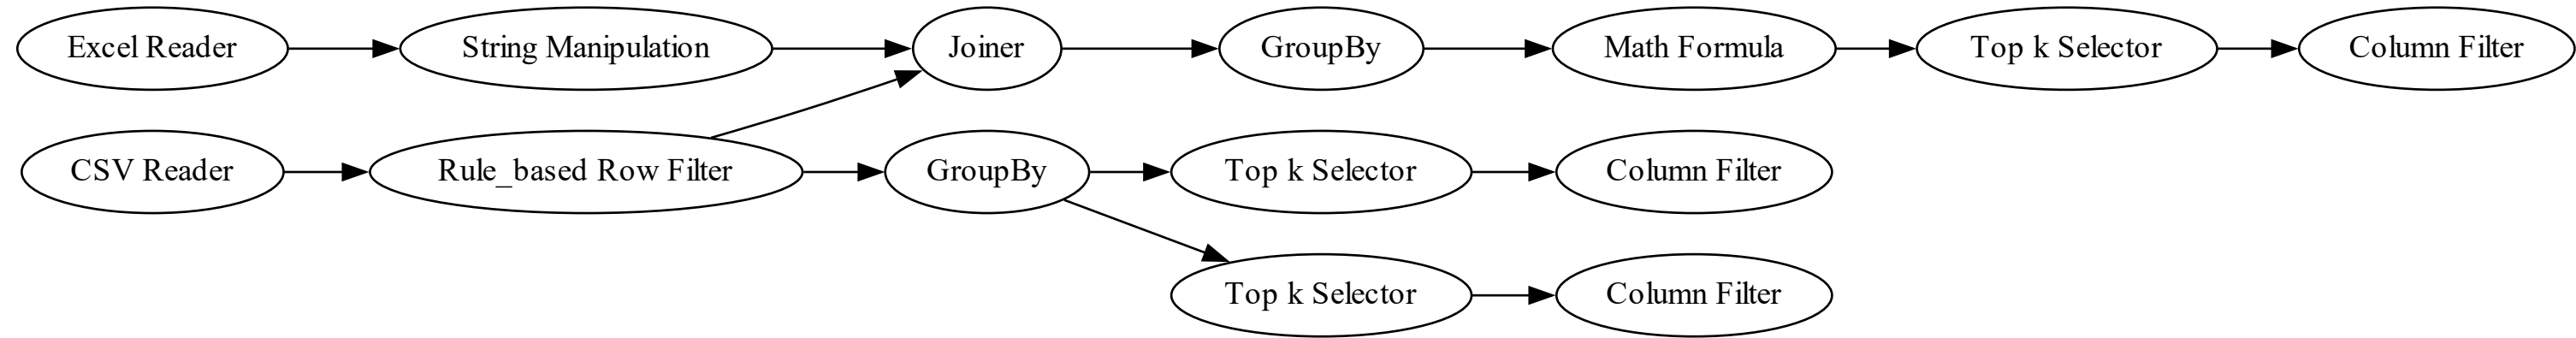 Excel Reader
String Manipulation
Joiner
GroupBy
Math Formula
Top k Selector
Column Filter
CSV Reader
Rule_based Row Filter
GroupBy
Top k Selector
Column Filter
Top k Selector
Column Filter